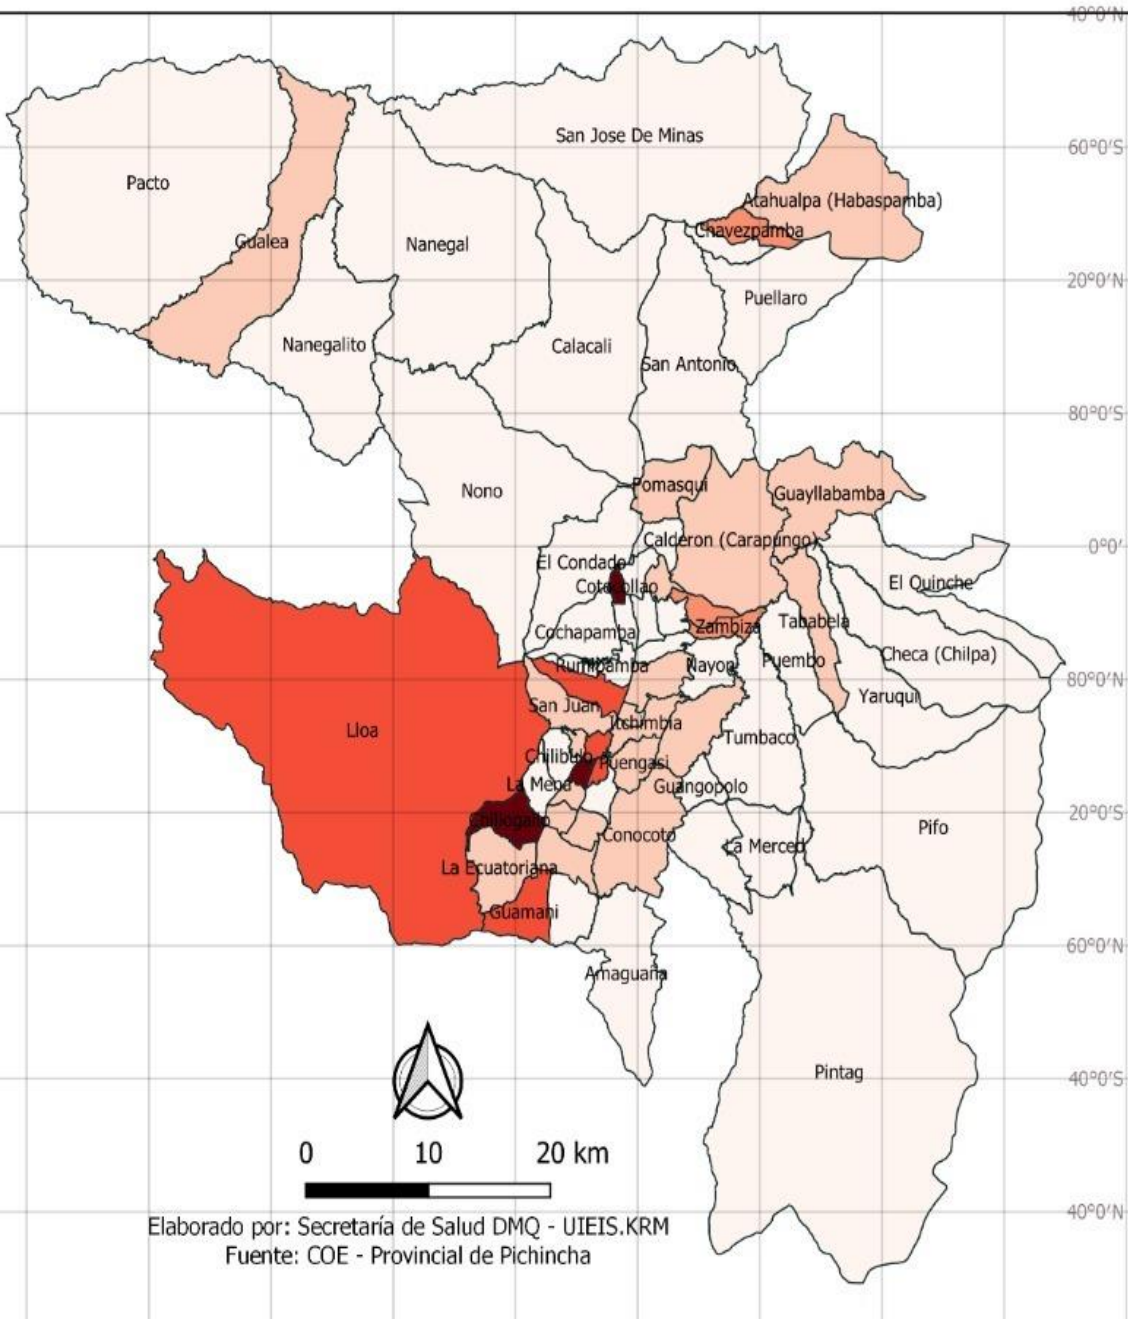 40°0'N
San Jose De Minas
60°0'S
Pacto
Atahualpa (Habaspamba)
Chavezpamba
Gualea
Nanegal
20°0'N
Puellaro
Nanegalito
Calacali
San Antonio
80°0'S
Pomasqui
Nono
Guayllabamba
Calderon (Carapungo)
0°0'
El Condado
Cotocollao
El Quinche
Zambiza
Tababela
Cochapamba
Checa (Chilpa)
Rumipamba
Nayon
Puembo
80°0'N
Yaruqui
San Juan
Itchimbia
Lloa
Tumbaco
Chilibulo
Puengasi
La Mena
Guangopolo
20°0'S
Chillogallo
Pifo
Conocoto
La Merced
La Ecuatoriana
Guamani
60°0'N
Amaguaña
Pintag
40°0'S
0 10 20 km
40°0'N
Elaborado por: Secretaría de Salud DMQ - UIEIS.KRM
Fuente: COE - Provincial de Pichincha